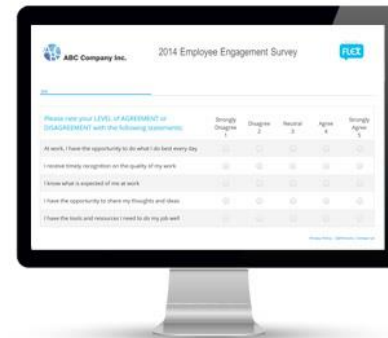 ABC Company Inc.
2014 Employee Engagement Survey
FLEX
Please rate your LEVEL of AGREEMENT or
DISAGREEMENT with the following statements:
Strongly Disagree 1
Disagree 2
Neutral 3
Agree 4
Strongly Agree 5
At work, I have the opportunity to do what I do best every day
I receive timely recognition on the quality of my work
I know what is expected of me at work
I have the opportunity to share my thoughts and ideas
I have the tools and resources I need to do my job well